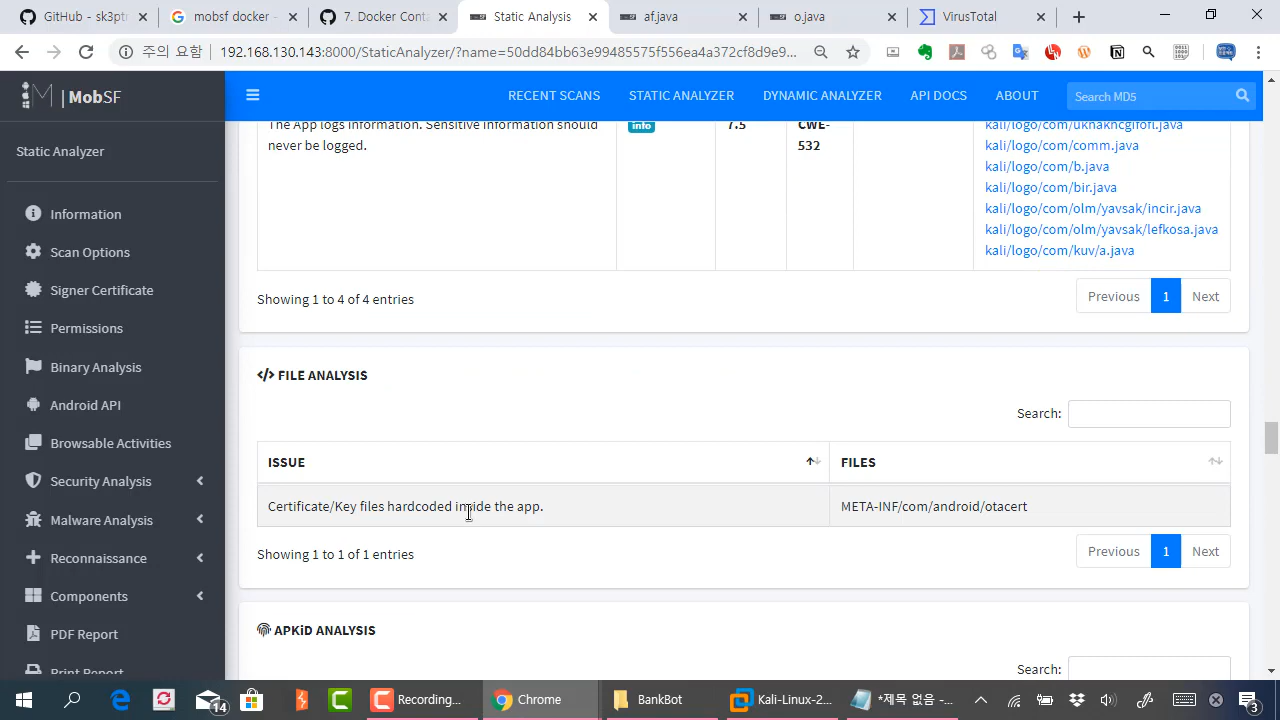 GitHub - sk3ptr
mobsf docker -
7. Docker Conta
Static Analysis
af.java
o.java
VirusTotal
주의 요함
192.168.130.143:8000/StaticAnalyzer/?name=50dd84bb63e99485575f556ea4a372cf8d9e9...
| MobSF
RECENT SCANS
STATIC ANALYZER
DYNAMIC ANALYZER
API DOCS
ABOUT
Search MD5
Static Analyzer
Information
Scan Options
Signer Certificate
Permissions
Binary Analysis
Android API
Browsable Activities
Security Analysis
Malware Analysis
Reconnaissance
Components
PDF Report
Print Report
The App logs information. Sensitive information should
never be logged.
info
7.5
CWE-
532
kali/logo/com/uknakncgifofl.java
kali/logo/com/comm.java
kali/logo/com/b.java
kali/logo/com/bir.java
kali/logo/com/olm/yavsak/incir.java
kali/logo/com/olm/yavsak/lefkosa.java
kali/logo/com/kuv/a.java
Showing 1 to 4 of 4 entries
Previous
1
Next
</> FILE ANALYSIS
Search:
ISSUE
FILES
Certificate/Key files hardcoded inside the app.
META-INF/com/android/otacert
Showing 1 to 1 of 1 entries
Previous
1
Next
APKiD ANALYSIS
Search:
14
Recording...
Chrome
BankBot
Kali-Linux-2...
*제목 없음 -...
3